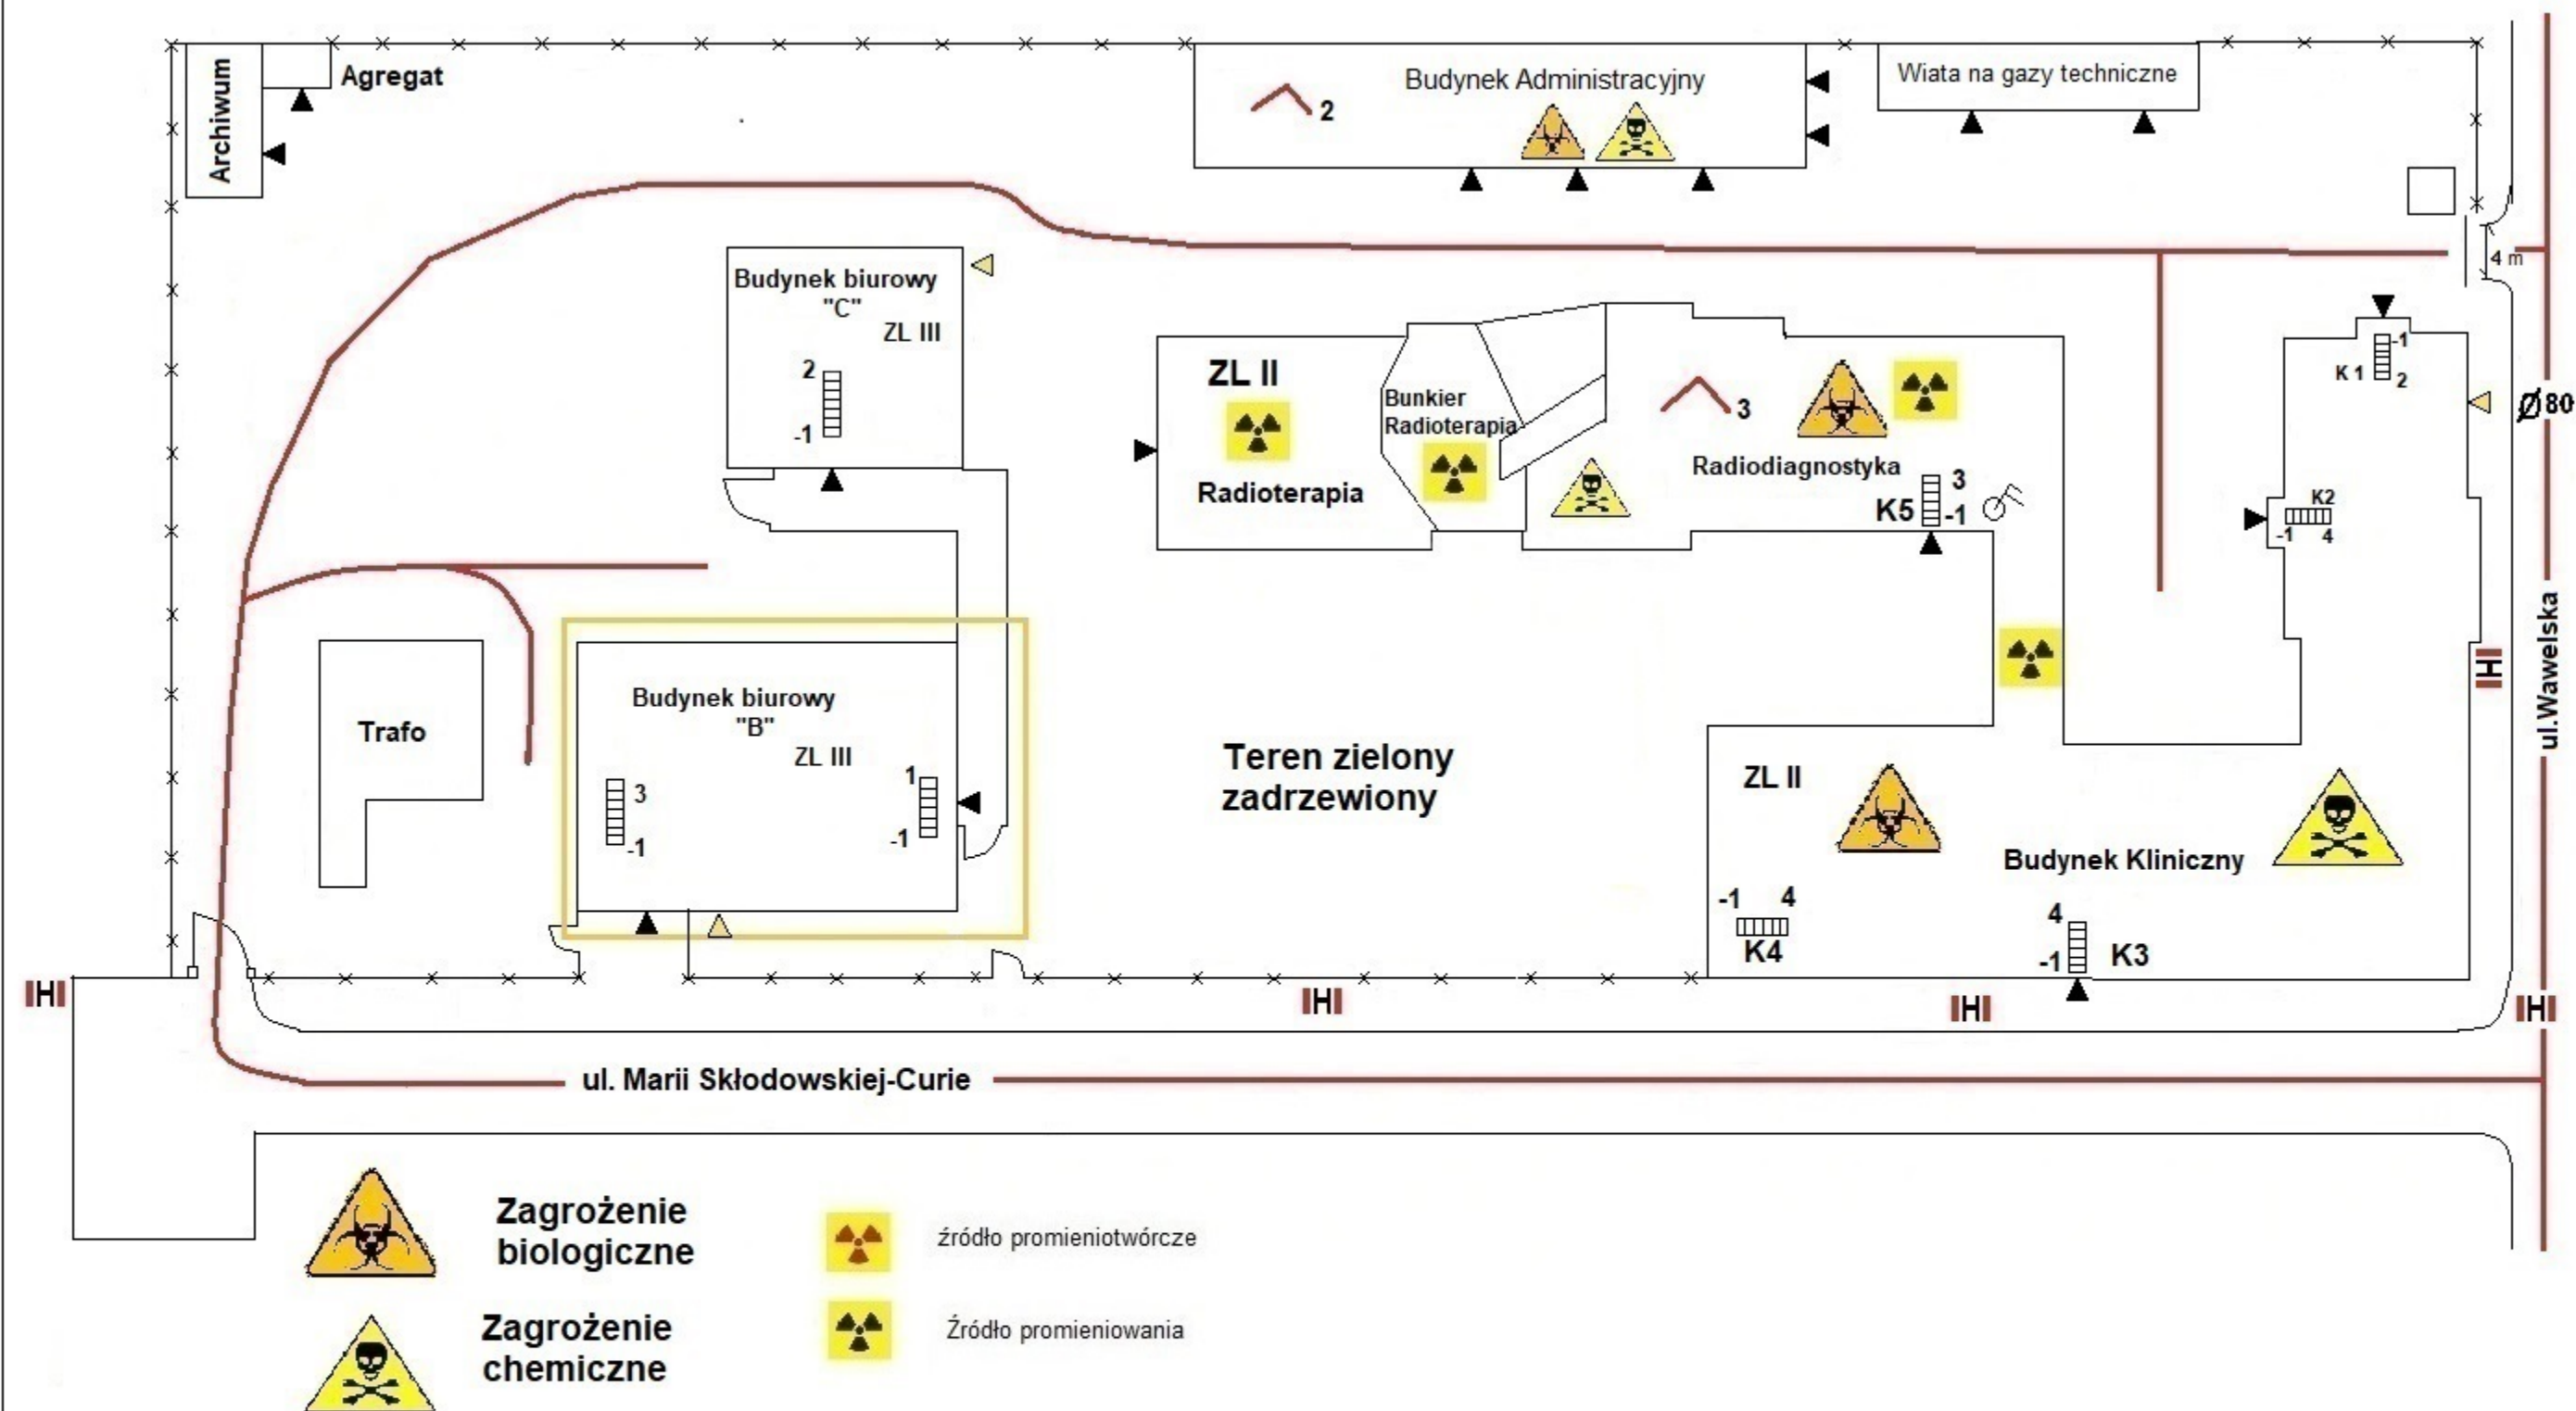 Archiwum
Agregat
Budynek Administracyjny
2
Wiata na gazy techniczne
4 m
Budynek biurowy
"C"
ZL III
2
-1
ZL II
Radioterapia
Bunkier
Radioterapia
3
Radiodiagnostyka
K5
3
-1
K 1
-1
2
Ø80
K2
-1
4
ul.Wawelska
H
Trafo
Budynek biurowy
"B"
ZL III
3
-1
1
-1
Teren zielony
zadrzewiony
ZL II
Budynek Kliniczny
-1
4
K4
4
-1
K3
H
H
H
H
ul. Marii Skłodowskiej-Curie
Zagrożenie
biologiczne
źródło promieniotwórcze
Zagrożenie
chemiczne
Źródło promieniowania